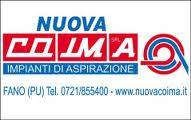 NUOVA
COIMA SRL
IMPIANTI DI ASPIRAZIONE
FANO (PU) Tel. 0721/855400 - www.nuovacoima.it